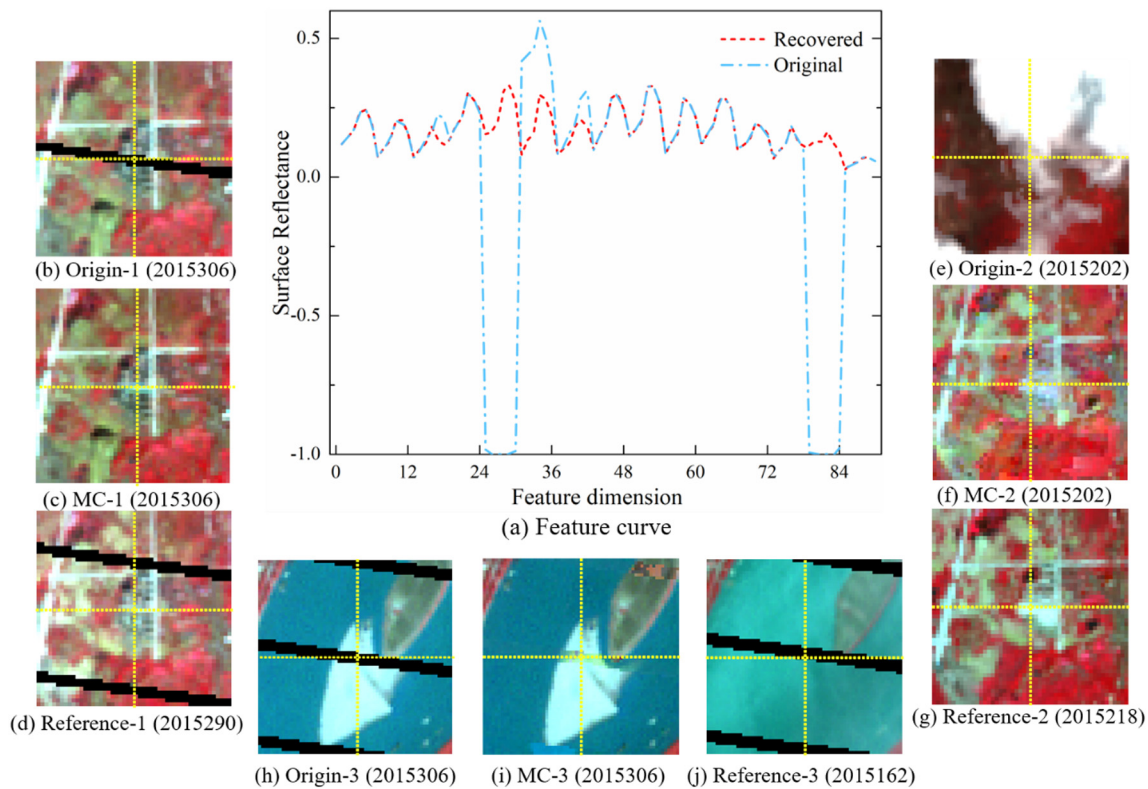 0.5
0.0
-0.5
-1.0
Surface Reflectance
Recovered
Original
0 12 24 36 48 60 72 84
Feature dimension
(a) Feature curve
(b) Origin-1 (2015306)
(c) MC-1 (2015306)
(d) Reference-1 (2015290)
(e) Origin-2 (2015202)
(f) MC-2 (2015202)
(g) Reference-2 (2015218)
(h) Origin-3 (2015306)
(i) MC-3 (2015306)
(j) Reference-3 (2015162)